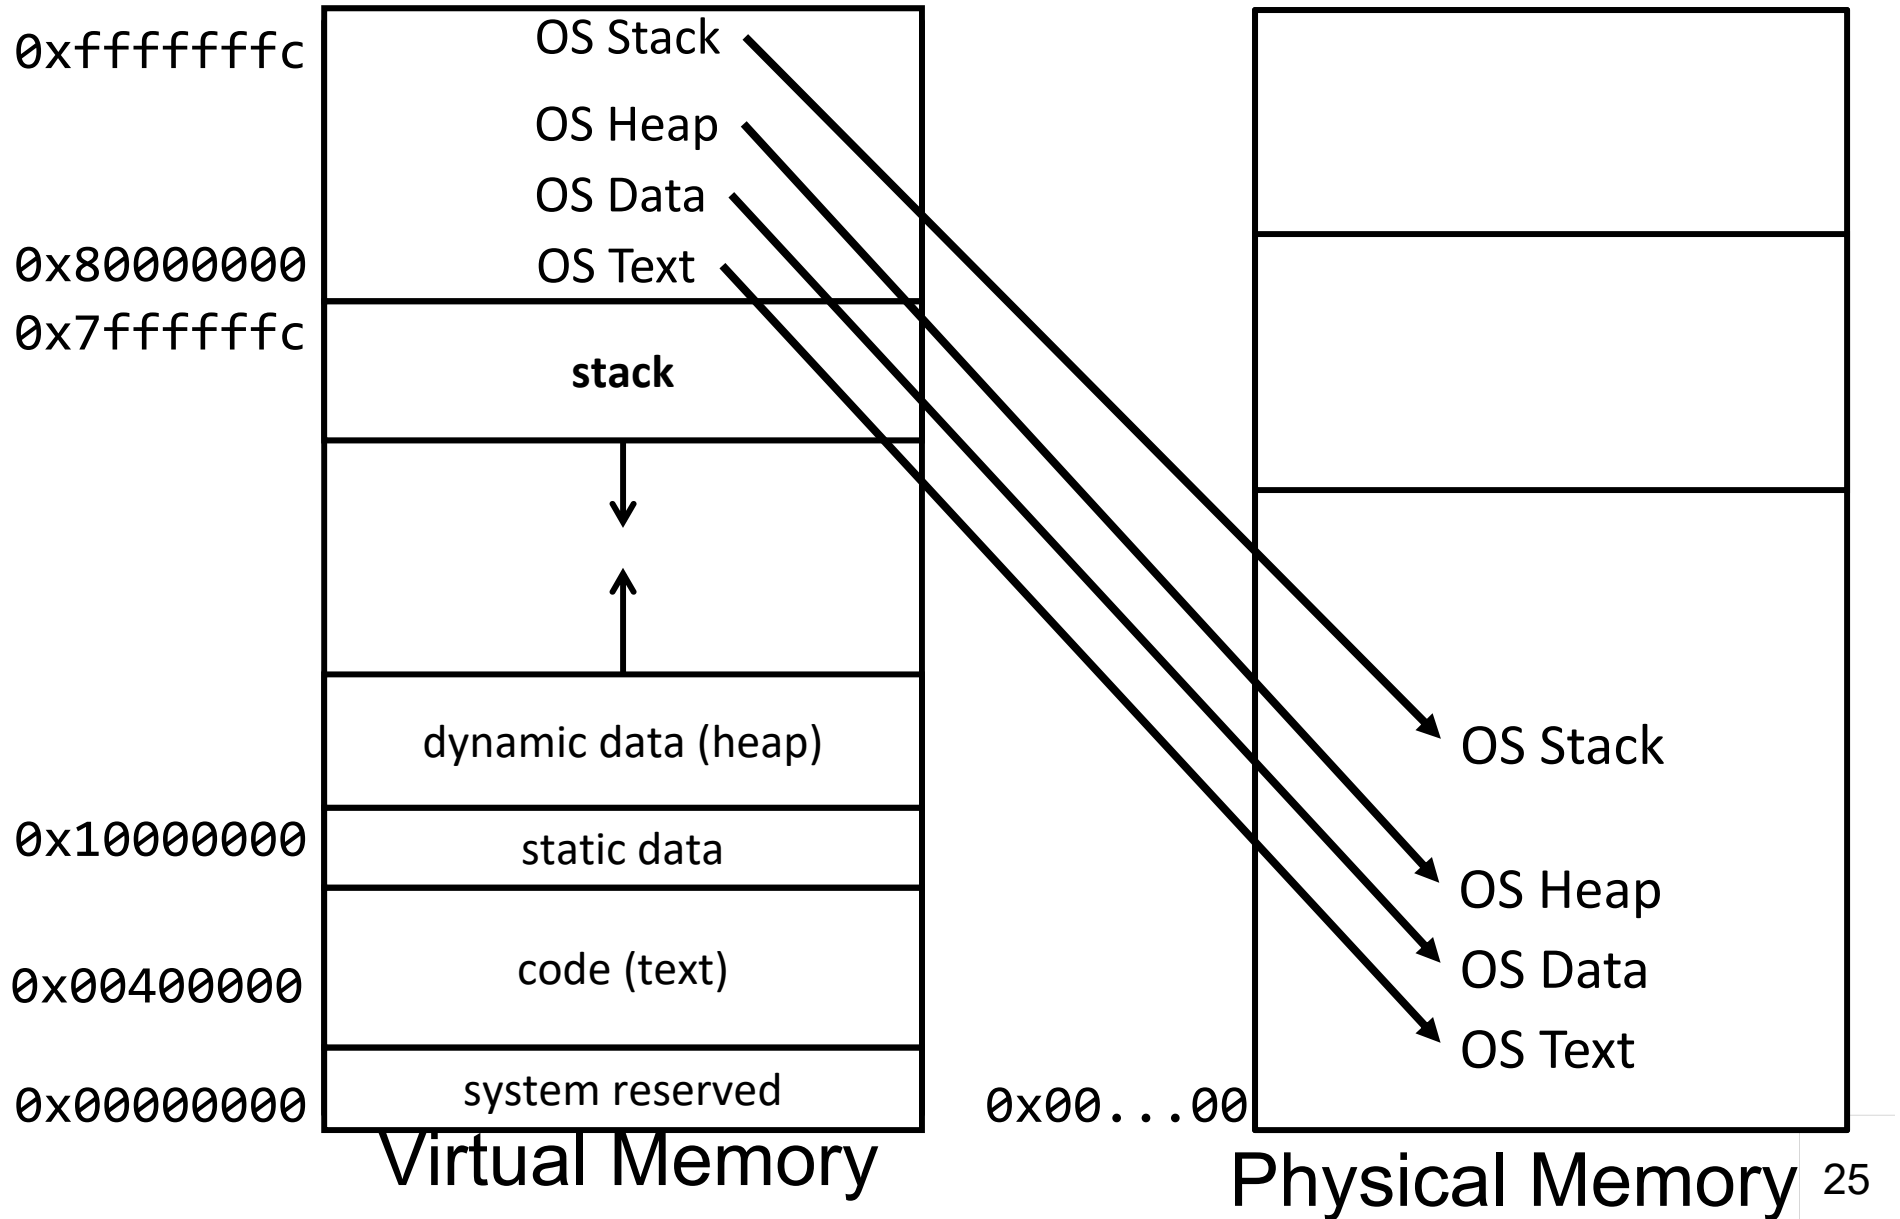 0xfffffffc
OS Stack
OS Heap
OS Data
0x80000000
OS Text
0x7ffffffc
stack
dynamic data (heap)
0x10000000
static data
code (text)
0x00400000
system reserved
0x00000000
Virtual Memory
OS Stack
OS Heap
OS Data
OS Text
0x00...00
Physical Memory
25